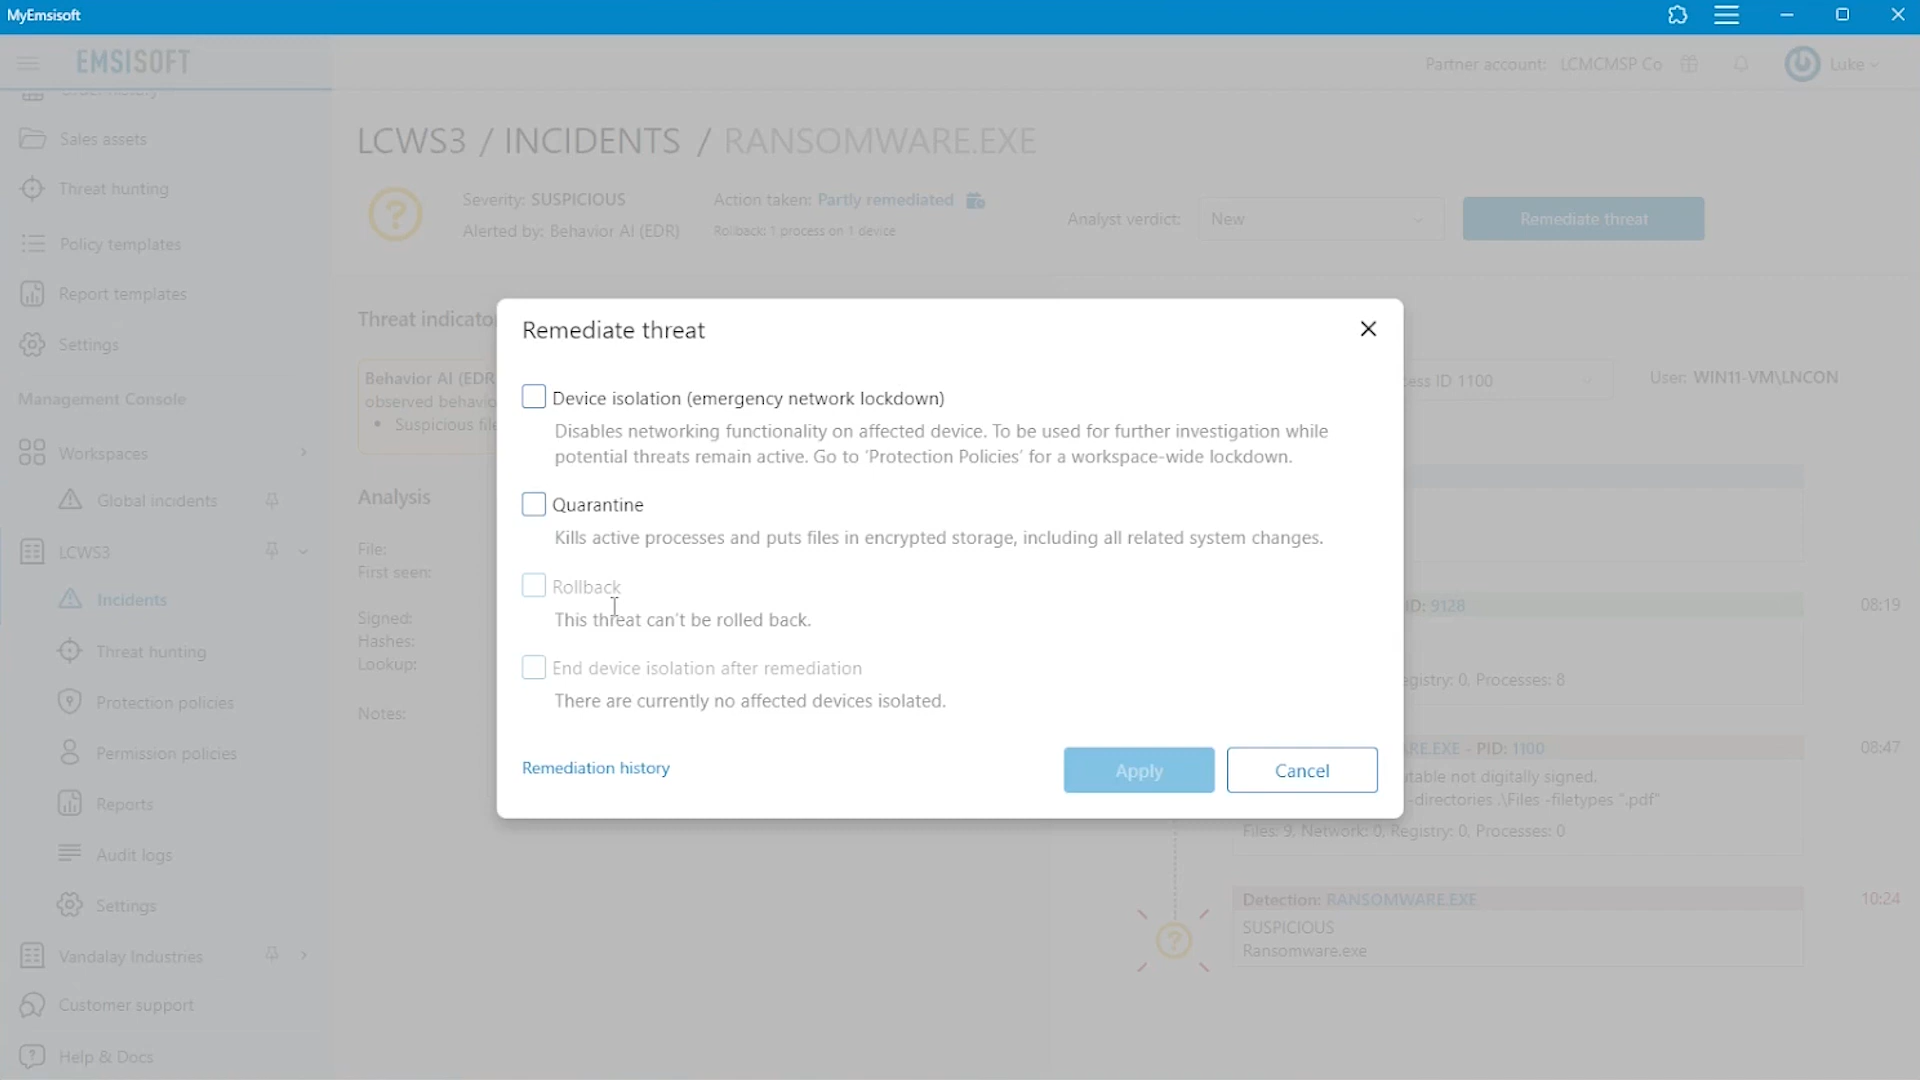 MyEmsisoft
EMSISOFT
Partner account: LCMCMSP Co
Luke
Sales assets
Threat hunting
Policy templates
Report templates
Settings
Management Console
Workspaces
Global incidents
LCWS3
Incidents
Threat hunting
Protection policies
Permission policies
Reports
Audit logs
Settings
Vandalay Industries
Customer support
Help & Docs
LCWS3 / INCIDENTS / RANSOMWARE.EXE
Severity: SUSPICIOUS
Alerted by: Behavior AI (EDR)
Action taken: Partly remediated
Rollback: 1 process on 1 device
Analyst verdict: New
Remediate threat
Threat indicato
Behavior AI (EDR
observed behavio
• Suspicious file
Analysis
File:
First seen:
Signed:
Hashes:
Lookup:
Notes:
Remediate threat
Device isolation (emergency network lockdown)
Disables networking functionality on affected device. To be used for further investigation while
potential threats remain active. Go to 'Protection Policies' for a workspace-wide lockdown.
Quarantine
Kills active processes and puts files in encrypted storage, including all related system changes.
Rollback
This threat can't be rolled back.
End device isolation after remediation
There are currently no affected devices isolated.
Remediation history
Apply
Cancel
ess ID 1100
User: WIN11-VM\LNCON
ID: 9128
08:19
egistry: 0, Processes: 8
RE.EXE - PID: 1100
08:47
table not digitally signed.
-directories .\Files -filetypes ".pdf"
Files: 9, Network: 0, Registry: 0, Processes: 0
Detection: RANSOMWARE.EXE
10:24
SUSPICIOUS
Ransomware.exe